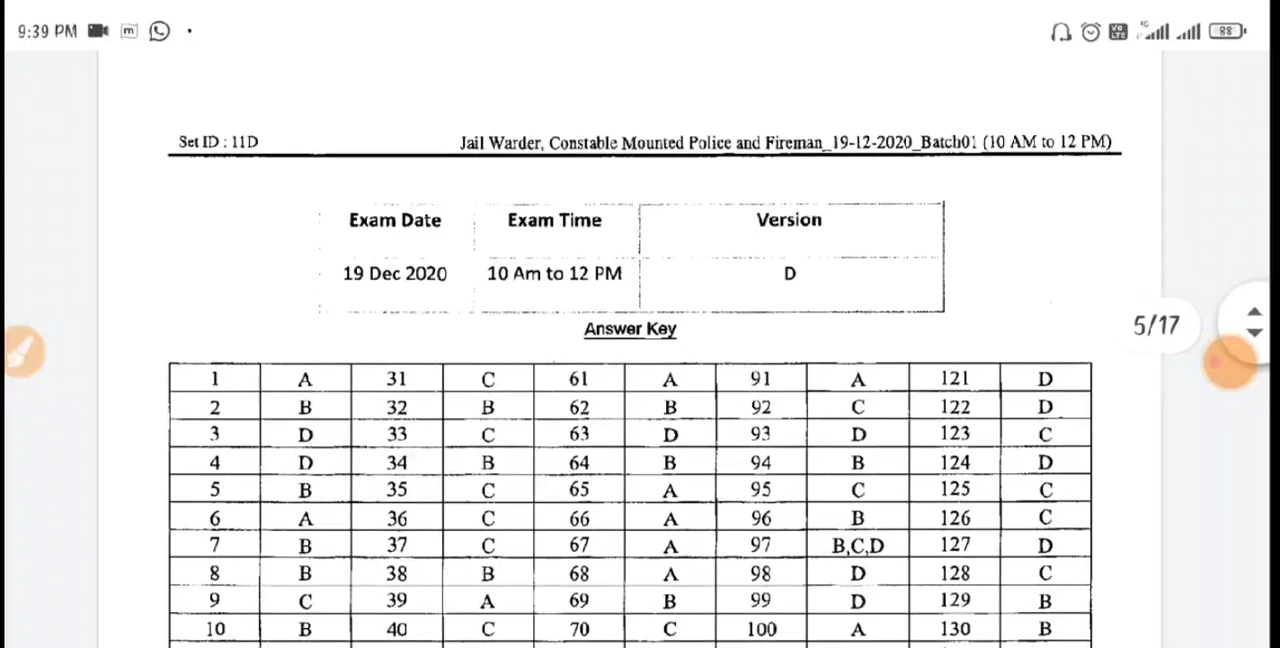 9:39 PM m
4G
Vo LTE 88
Set ID : 11D Jail Warder, Constable Mounted Police and Fireman_19-12-2020_Batch01 (10 AM to 12 PM)
Exam Date Exam Time Version
19 Dec 2020 10 Am to 12 PM D
5/17
Answer Key
1 A 31 C 61 A 91 A 121 D
2 B 32 B 62 B 92 C 122 D
3 D 33 C 63 D 93 D 123 C
4 D 34 B 64 B 94 B 124 D
5 B 35 C 65 A 95 C 125 C
6 A 36 C 66 A 96 B 126 C
7 B 37 C 67 A 97 B,C,D 127 D
8 B 38 B 68 A 98 D 128 C
9 C 39 A 69 B 99 D 129 B
10 B 40 C 70 C 100 A 130 B